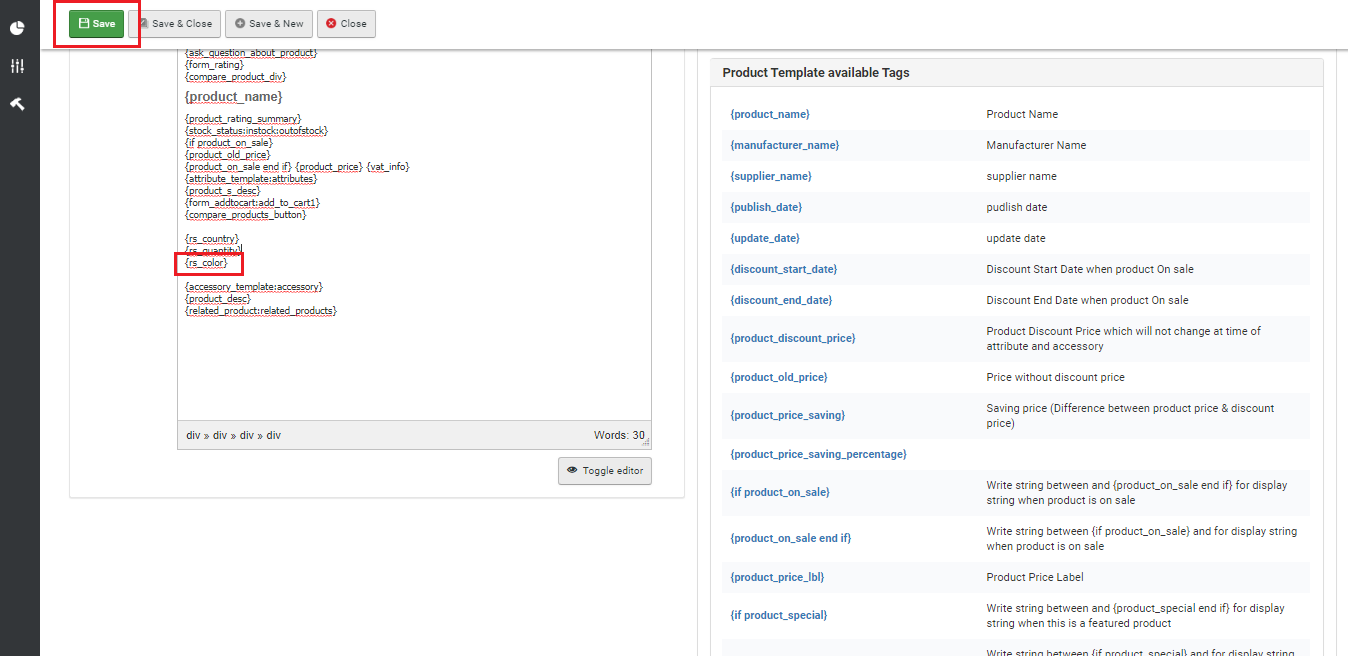 Save
Save & Close
Save & New
Close
{ask_question_about_product}
{form_rating}
{compare_product_div}
{product_name}
{product_rating_summary}
{stock_status:instock:outofstock}
{if product_on_sale}
{product_old_price}
{product_on_sale end if} {product_price} {vat_info}
{attribute_template:attributes}
{product_s_desc}
{form_addtocart:add_to_cart1}
{compare_products_button}
{rs_country}
{rs_quantity}
{rs_color}
{accessory_template:accessory}
{product_desc}
{related_product:related_products}
div » div » div » div
Words: 30
Toggle editor
Product Template available Tags
{product_name} Product Name
{manufacturer_name} Manufacturer Name
{supplier_name} supplier name
{publish_date} pudlish date
{update_date} update date
{discount_start_date} Discount Start Date when product On sale
{discount_end_date} Discount End Date when product On sale
{product_discount_price} Product Discount Price which will not change at time of
attribute and accessory
{product_old_price} Price without discount price
{product_price_saving} Saving price (Difference between product price & discount
price)
{product_price_saving_percentage}
{if product_on_sale} Write string between and {product_on_sale end if} for display
string when product is on sale
{product_on_sale end if} Write string between {if product_on_sale} and for display string
when product is on sale
{product_price_lbl} Product Price Label
{if product_special} Write string between and {product_special end if} for display
string when this is a featured product
Write string between {if product_special} and for display string